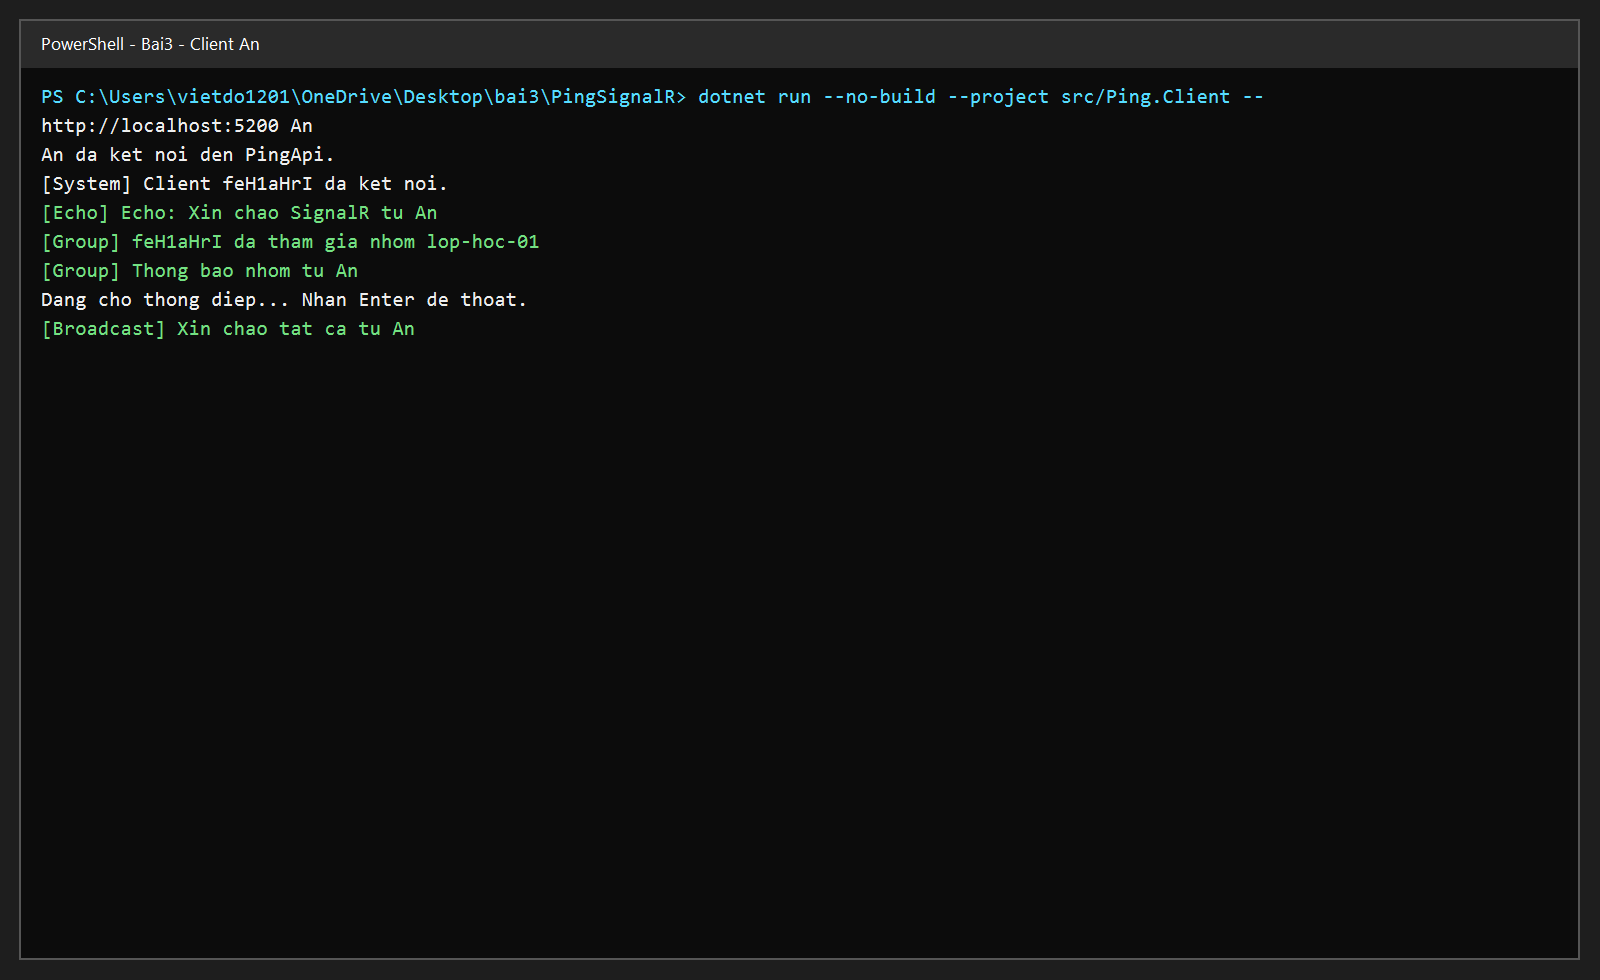 PowerShell - Bai3 - Client An
PS C:\Users\vietdo1201\OneDrive\Desktop\bai3\PingSignalR> dotnet run --no-build --project src/Ping.Client --
http://localhost:5200 An
An da ket noi den PingApi.
[System] Client feH1aHrI da ket noi.
[Echo] Echo: Xin chao SignalR tu An
[Group] feH1aHrI da tham gia nhom lop-hoc-01
[Group] Thong bao nhom tu An
Dang cho thong diep... Nhan Enter de thoat.
[Broadcast] Xin chao tat ca tu An